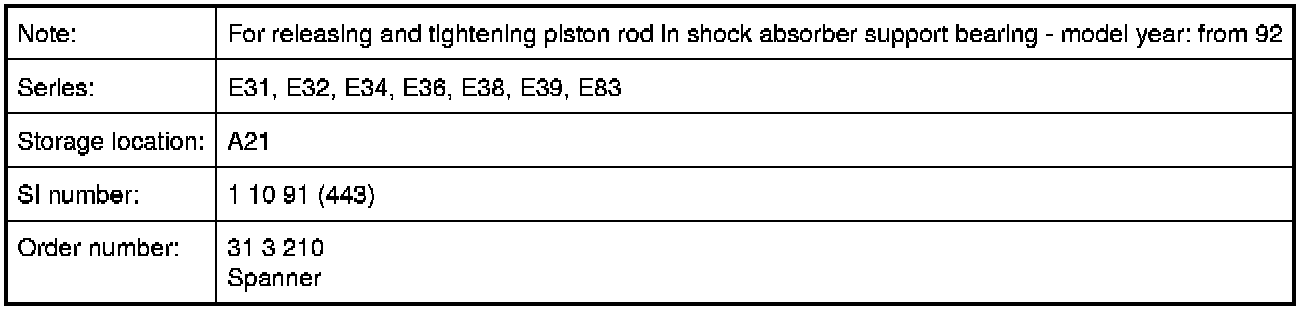 Note: For releasing and tightening piston rod in shock absorber support bearing - model year: from 92
Series: E31, E32, E34, E36, E38, E39, E83
Storage location: A21
SI number: 1 10 91 (443)
Order number: 31 3 210
Spanner